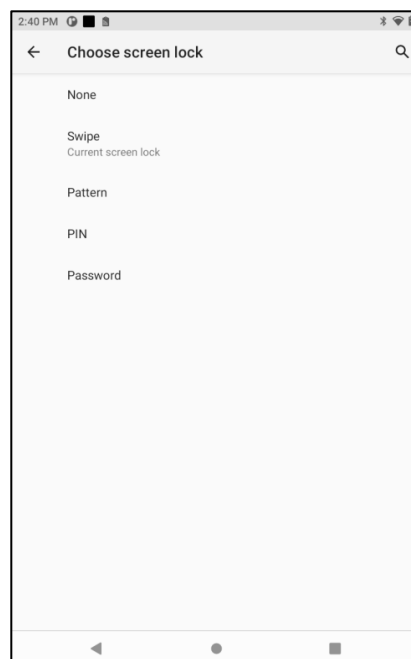 2:40 PM
Choose screen lock
None
Swipe
Current screen lock
Pattern
PIN
Password